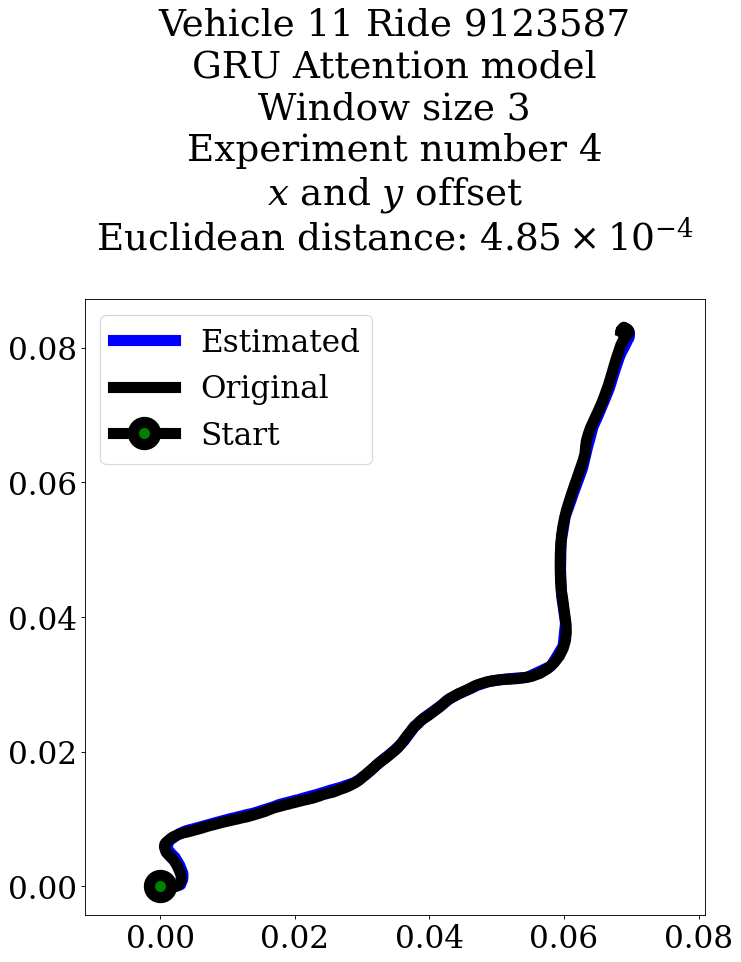 Vehicle 11 Ride 9123587
GRU Attention model
Window size 3
Experiment number 4
x and y offset
Euclidean distance: 4.85 × 10⁻⁴
Estimated
Original
Start
0.08
0.06
0.04
0.02
0.00
0.00 0.02 0.04 0.06 0.08